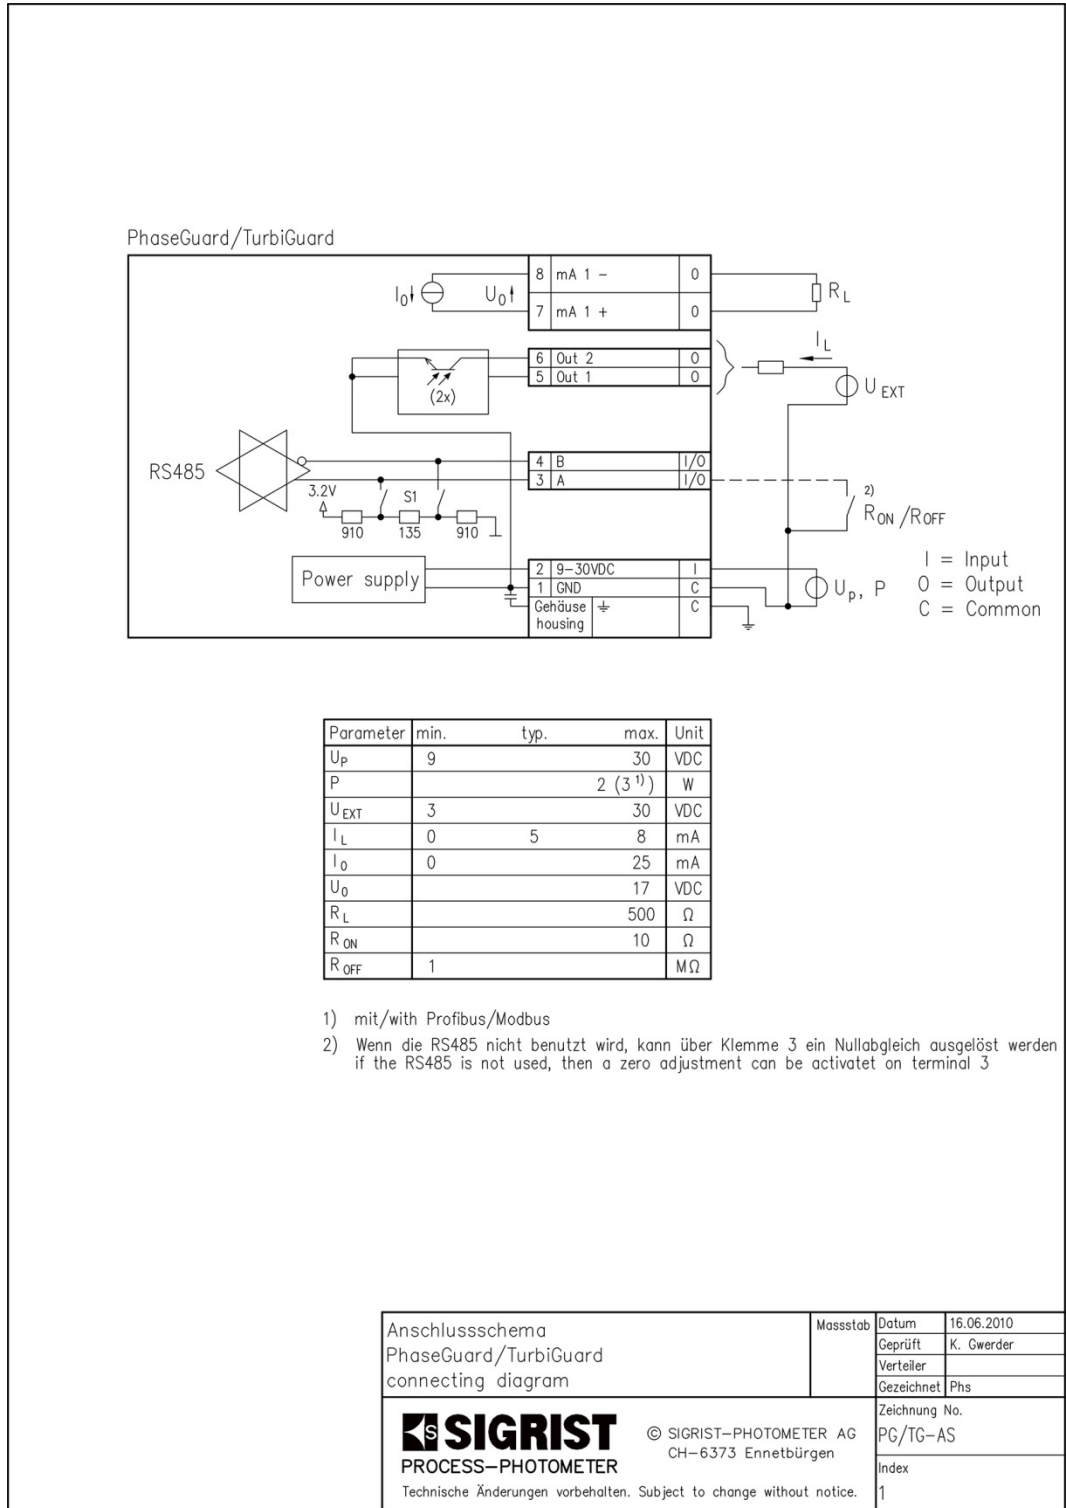 PhaseGuard/TurbiGuard
8 mA 1 - 0
I0 U0 RL
7 mA 1 + 0
IL
6 Out 2 0
5 Out 1 0
(2x)
U EXT
4 B I/O
RS485
3 A I/O
3.2V S1
2)
RON /ROFF
910 135 910
I = Input
2 9-30VDC I
Power supply
Up, P O = Output
1 GND C
Gehäuse C
housing
C = Common
Parameter min. typ. max. Unit
UP 9 30 VDC
P 2 (3 1)) W
U EXT 3 30 VDC
I L 0 5 8 mA
I 0 0 25 mA
U0 17 VDC
R L 500 Ω
R ON 10 Ω
R OFF 1 MΩ
1) mit/with Profibus/Modbus
2) Wenn die RS485 nicht benutzt wird, kann über Klemme 3 ein Nullabgleich ausgelöst werden
if the RS485 is not used, then a zero adjustment can be activatet on terminal 3
Anschlussschema
PhaseGuard/TurbiGuard
connecting diagram
Massstab
Datum 16.06.2010
Geprüft K. Gwerder
Verteiler
Gezeichnet Phs
Zeichnung No.
PG/TG-AS
Index
1
S SIGRIST
PROCESS-PHOTOMETER
© SIGRIST-PHOTOMETER AG
CH-6373 Ennetbürgen
Technische Änderungen vorbehalten. Subject to change without notice.